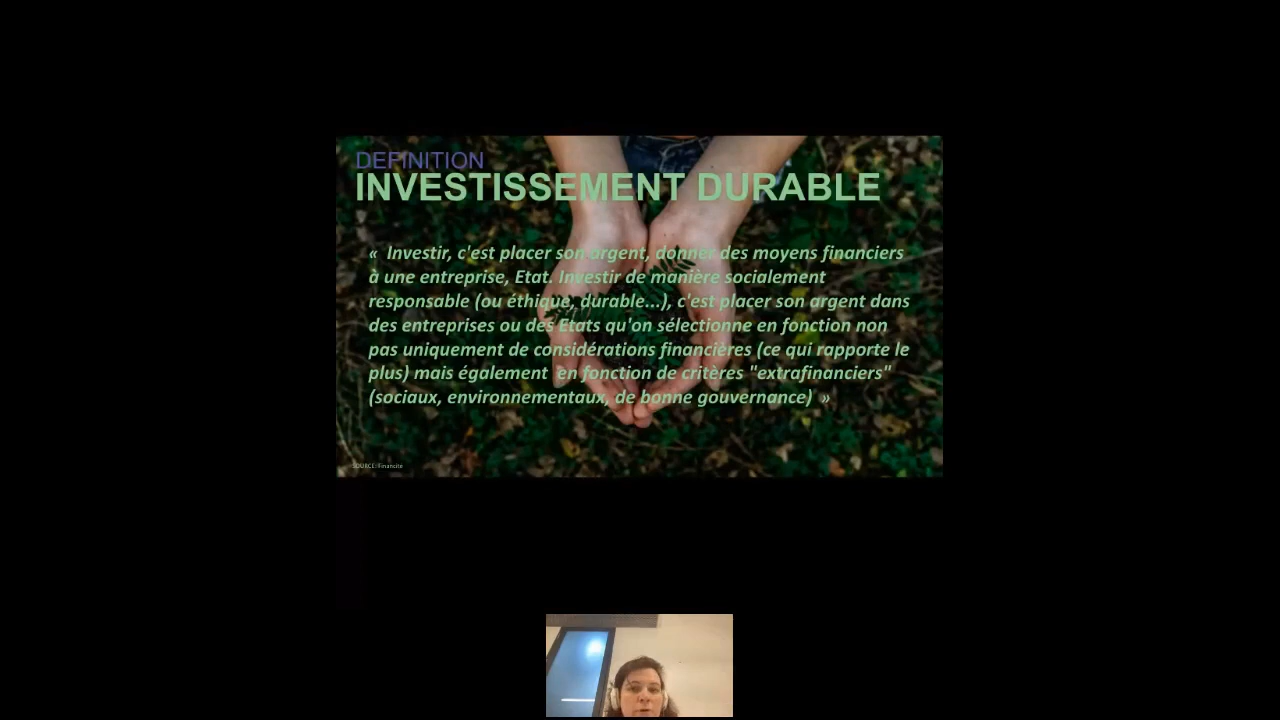 DEFINITION
INVESTISSEMENT DURABLE
« Investir, c'est placer son argent, donner des moyens financiers
à une entreprise, Etat. Investir de manière socialement
responsable (ou éthique, durable...), c'est placer son argent dans
des entreprises ou des Etats qu'on sélectionne en fonction non
pas uniquement de considérations financières (ce qui rapporte le
plus) mais également en fonction de critères "extrafinanciers"
(sociaux, environnementaux, de bonne gouvernance) »
SOURCE: Financité